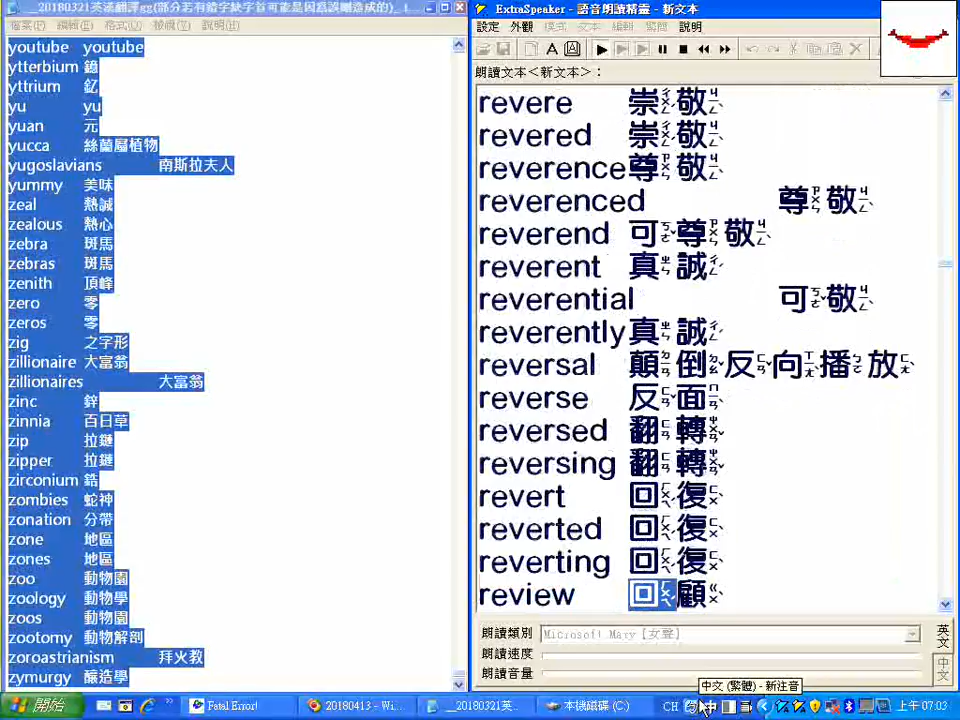 __20180321英漢翻譯gg(部分若有錯字缺字首可能是因為誤刪造成的)_
檔案(F) 編輯(E) 格式(O) 檢視(V) 說明(H)
youtube youtube
ytterbium 鐿
yttrium 釔
yu yu
yuan 元
yucca 絲蘭屬植物
yugoslavians 南斯拉夫人
yummy 美味
zeal 熱誠
zealous 熱心
zebra 斑馬
zebras 斑馬
zenith 頂峰
zero 零
zeros 零
zig 之字形
zillionaire 大富翁
zillionaires 大富翁
zinc 鋅
zinnia 百日草
zip 拉鏈
zipper 拉鏈
zirconium 鋯
zombies 蛇神
zonation 分帶
zone 地區
zones 地區
zoo 動物園
zoology 動物學
zoos 動物園
zootomy 動物解剖
zoroastrianism 拜火教
zymurgy 釀造學
ExtraSpeaker - 語音朗讀精靈 - 新文本
設定 外觀 模式 文本 編輯 說明
朗讀文本<新文本>：
revere 崇敬
revered 崇敬
reverence 尊敬
reverenced 尊敬
reverend 可尊敬
reverent 真誠
reverential 可敬
reverently 真誠
reversal 顛倒反向播放
reverse 反面
reversed 翻轉
reversing 翻轉
revert 回復
reverted 回復
reverting 回復
review 回顧
朗讀類別 Microsoft Mary【女聲】
朗讀速度
朗讀音量
英文
中文
中文 (繁體) - 新注音
開始
Fatal Error!
20180413 - Wi...
__20180321英...
本機磁碟 (C:)
CH
上午 07:03